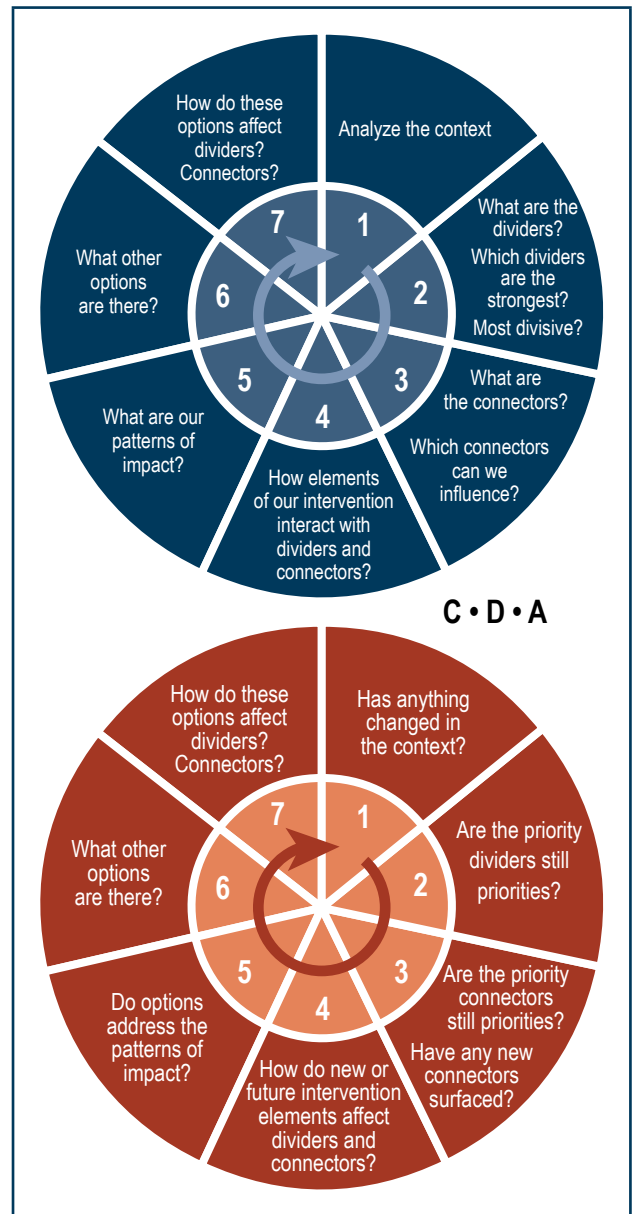 How do these
options affect
dividers?
Connectors?
Analyze the context
What are the
dividers?
Which dividers
are the
strongest?
Most divisive?
What are
the connectors?
Which connectors
can we
influence?
How elements
of our intervention
interact with
dividers and
connectors?
What are our
patterns of
impact?
What other
options
are there?
7
1
6
2
5
3
4
C • D • A
How do these
options affect
dividers?
Connectors?
Has anything
changed in
the context?
Are the priority
dividers still
priorities?
Are the priority
connectors
still priorities?
Have any new
connectors
surfaced?
How do new or
future intervention
elements affect
dividers and
connectors?
Do options
address the
patterns of
impact?
What other
options
are there?
7
1
6
2
5
3
4